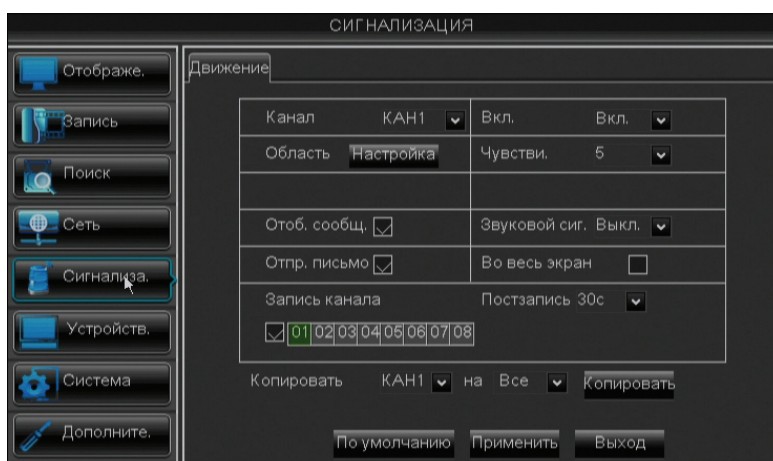 СИГНАЛИЗАЦИЯ
Отображе.
Запись
Поиск
Сеть
Сигнализа.
Устройств.
Система
Дополните.
Движение
Канал КАН1 Вкл. Вкл.
Область Настройка Чувстви. 5
Отоб. сообщ. Звуковой сиг. Выкл.
Отпр. письмо Во весь экран
Запись канала Постзапись 30с
01 02 03 04 05 06 07 08
Копировать КАН1 на Все Копировать
По умолчанию Применить Выход